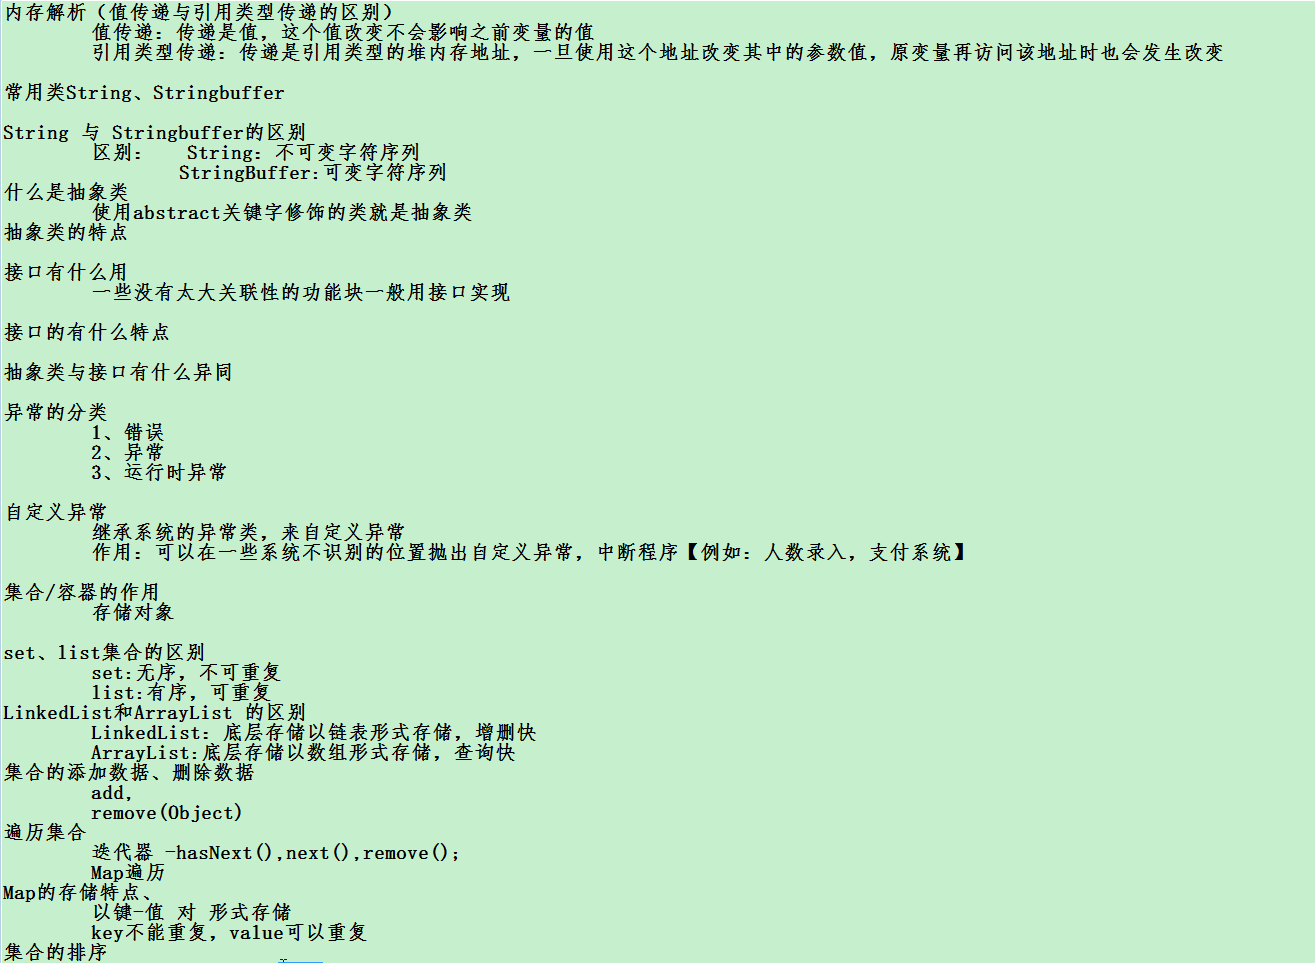 内存解析（值传递与引用类型传递的区别）
值传递：传递是值，这个值改变不会影响之前变量的值
引用类型传递：传递是引用类型的堆内存地址，一旦使用这个地址改变其中的参数值，原变量再访问该地址时也会发生改变
常用类String、Stringbuffer
String 与 Stringbuffer的区别
区别： String：不可变字符序列
StringBuffer:可变字符序列
什么是抽象类
使用abstract关键字修饰的类就是抽象类
抽象类的特点
接口有什么用
一些没有太大关联性的功能块一般用接口实现
接口的有什么特点
抽象类与接口有什么异同
异常的分类
1、错误
2、异常
3、运行时异常
自定义异常
继承系统的异常类，来自定义异常
作用：可以在一些系统不识别的位置抛出自定义异常，中断程序【例如：人数录入，支付系统】
集合/容器的作用
存储对象
set、list集合的区别
set:无序，不可重复
list:有序，可重复
LinkedList和ArrayList 的区别
LinkedList：底层存储以链表形式存储，增删快
ArrayList:底层存储以数组形式存储，查询快
集合的添加数据、删除数据
add,
remove(Object)
遍历集合
迭代器 -hasNext(),next(),remove();
Map遍历
Map的存储特点、
以键-值 对 形式存储
key不能重复，value可以重复
集合的排序